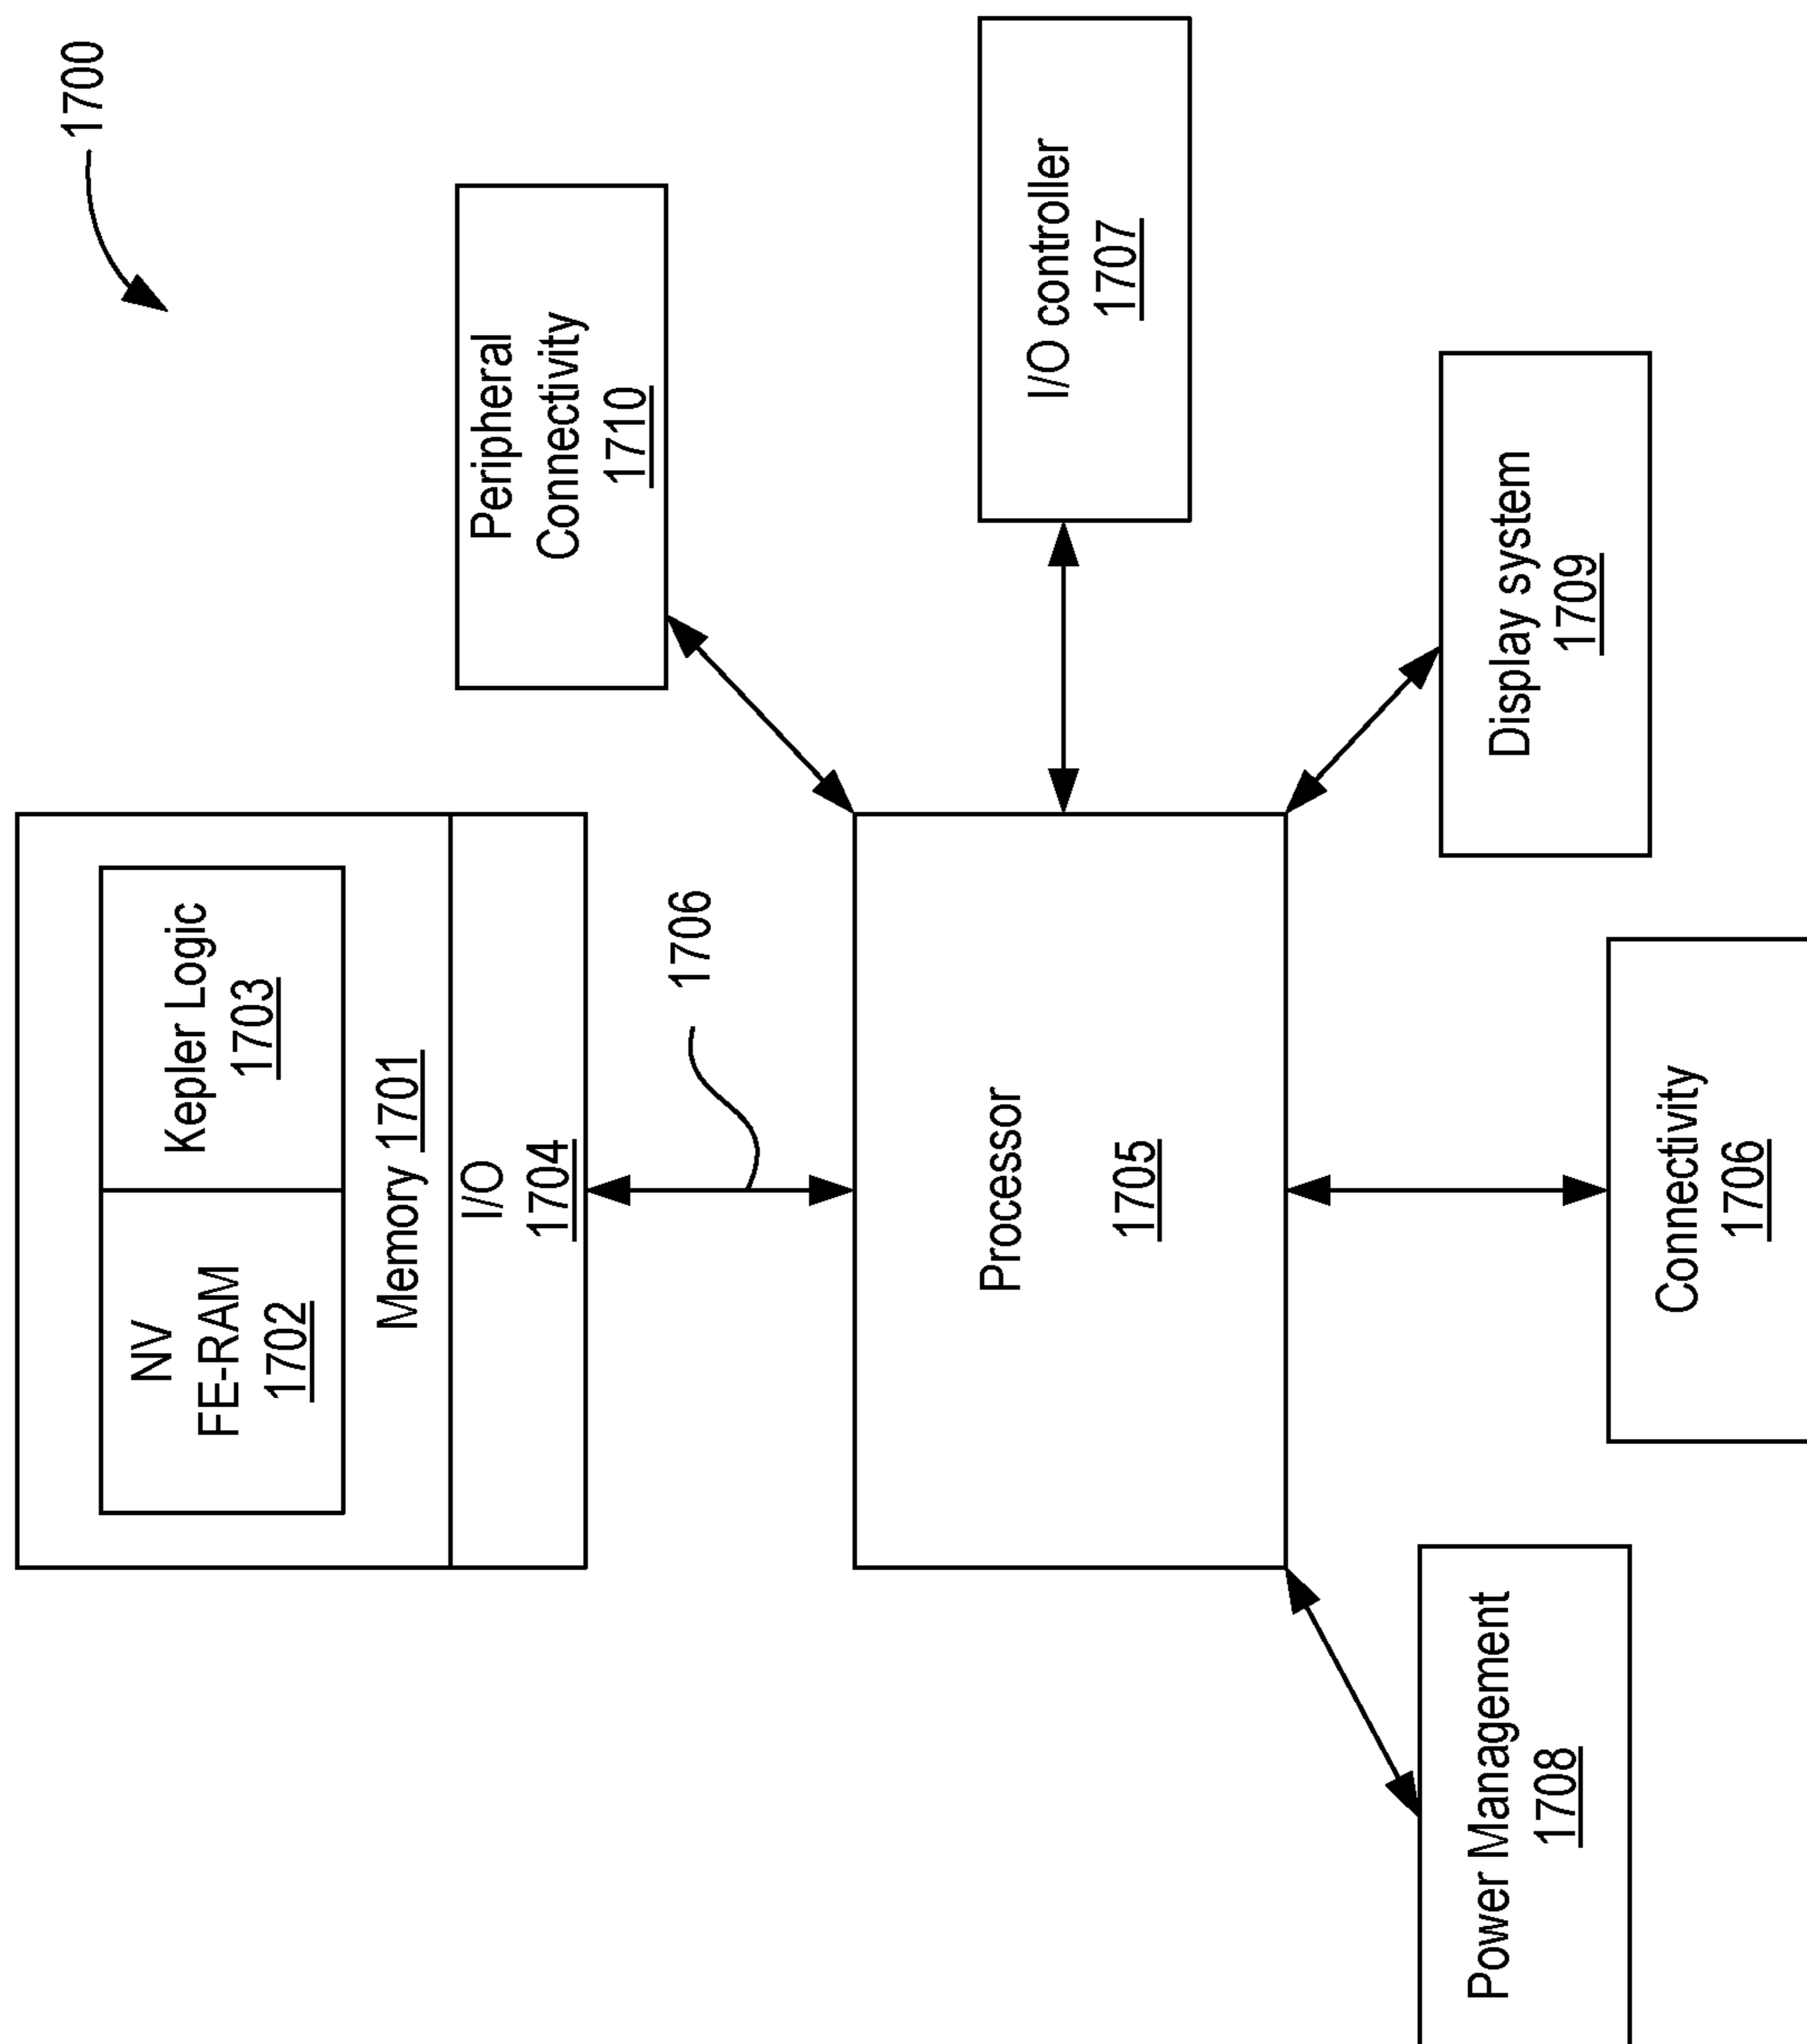 1700
NV
FE-RAM
1702
Kepler Logic
1703
Memory 1701
I/O
1704
1706
Peripheral
Connectivity
1710
Processor
1705
I/O controller
1707
Power Management
1708
Connectivity
1706
Display system
1709